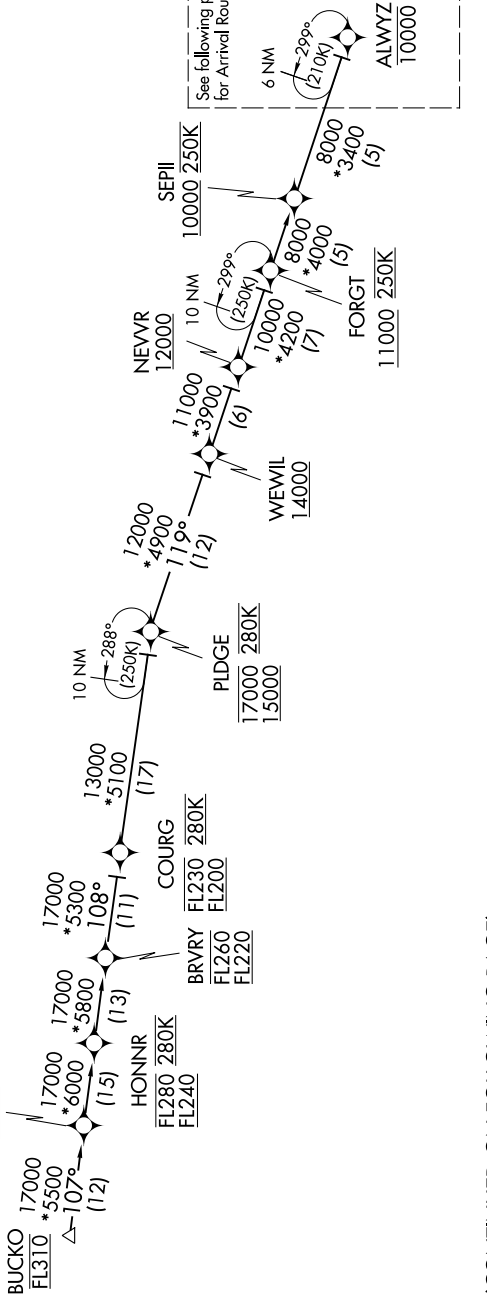 BUCKO
FL310
17000
*5500
107°
(12)
17000
*6000
(15)
HONNR
FL280 280K
FL240
17000
*5800
(13)
BRVRY
FL260
FL220
17000
*5300
108°
(11)
COURG
FL230 280K
FL200
13000
*5100
(17)
10 NM
288°
(250K)
PLDGE
17000 280K
15000
12000
*4900
119°
(12)
WEWIL
14000
11000
*3900
(6)
NEVVR
12000
10000
*4200
(7)
10 NM
299°
(250K)
FORGT
11000 250K
8000
*4000
(5)
SEPII
10000 250K
8000
*3400
(5)
See following p
for Arrival Rou
6 NM
299°
(210K)
ALWYZ
10000